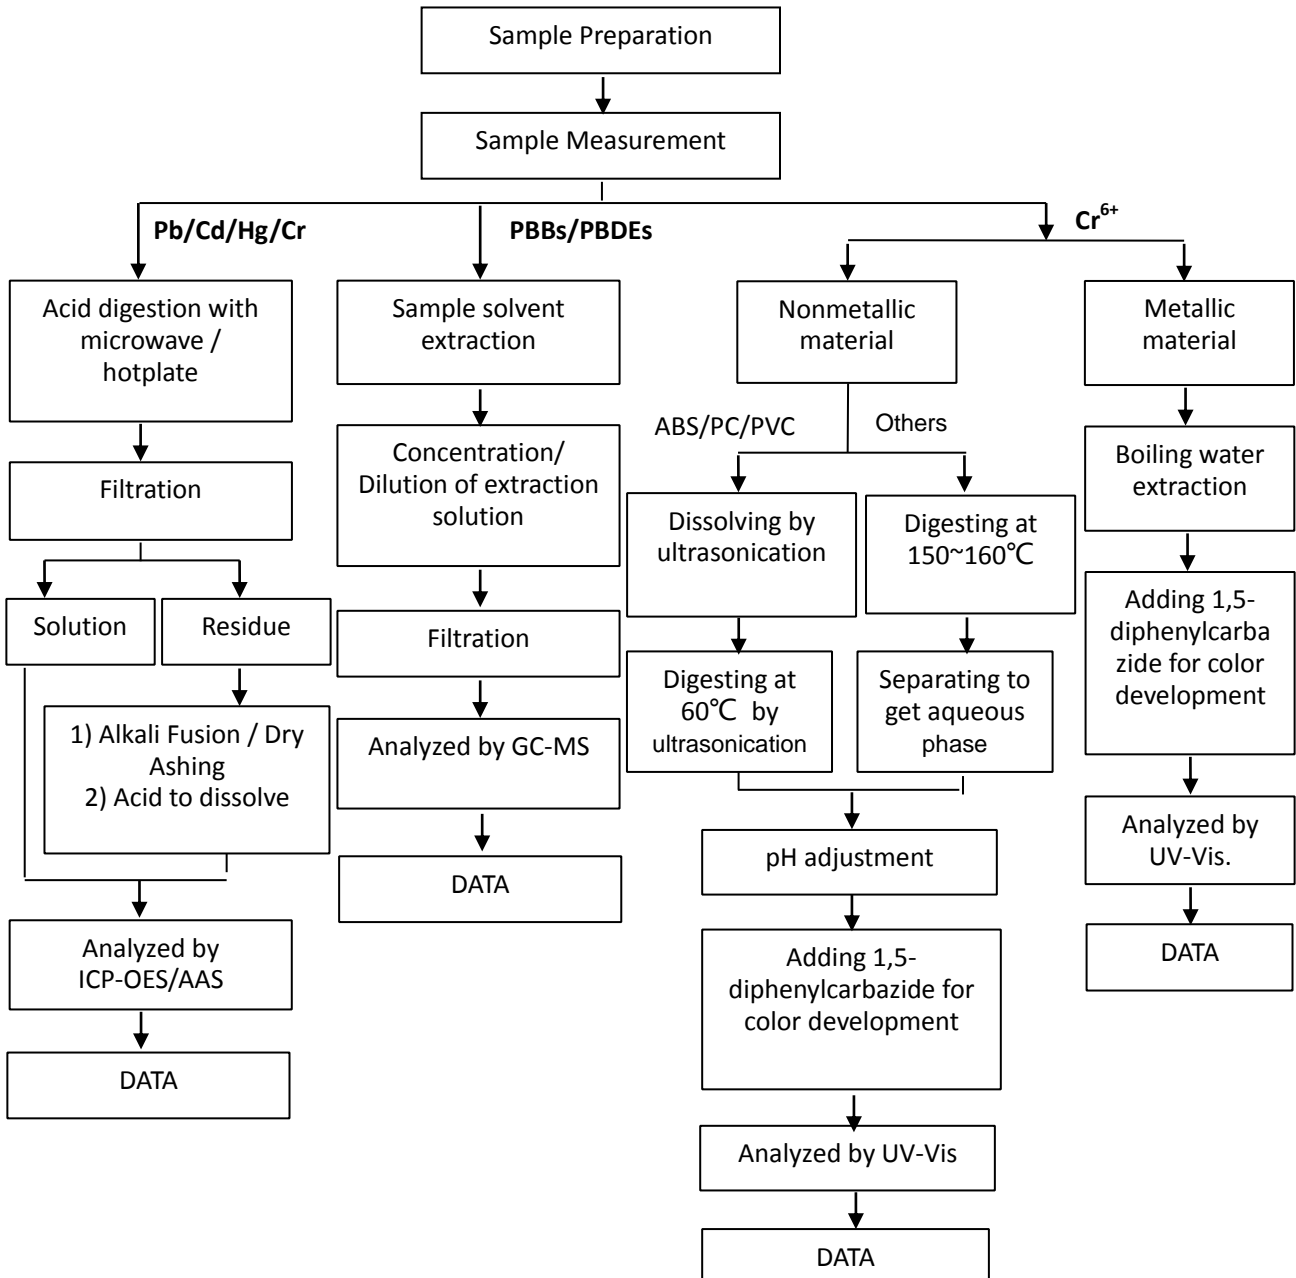 Sample Preparation
Sample Measurement
Pb/Cd/Hg/Cr
PBBs/PBDEs
Cr6+
Acid digestion with
microwave /
hotplate
Filtration
Solution
Residue
1) Alkali Fusion / Dry
Ashing
2) Acid to dissolve
Analyzed by
ICP-OES/AAS
DATA
Sample solvent
extraction
Concentration/
Dilution of extraction
solution
Filtration
Analyzed by GC-MS
DATA
Nonmetallic
material
ABS/PC/PVC
Others
Dissolving by
ultrasonication
Digesting at
60℃ by
ultrasonication
Digesting at
150~160℃
Separating to
get aqueous
phase
pH adjustment
Adding 1,5-
diphenylcarbazide for
color development
Analyzed by UV-Vis
DATA
Metallic
material
Boiling water
extraction
Adding 1,5-
diphenylcarba
zide for color
development
Analyzed by
UV-Vis.
DATA